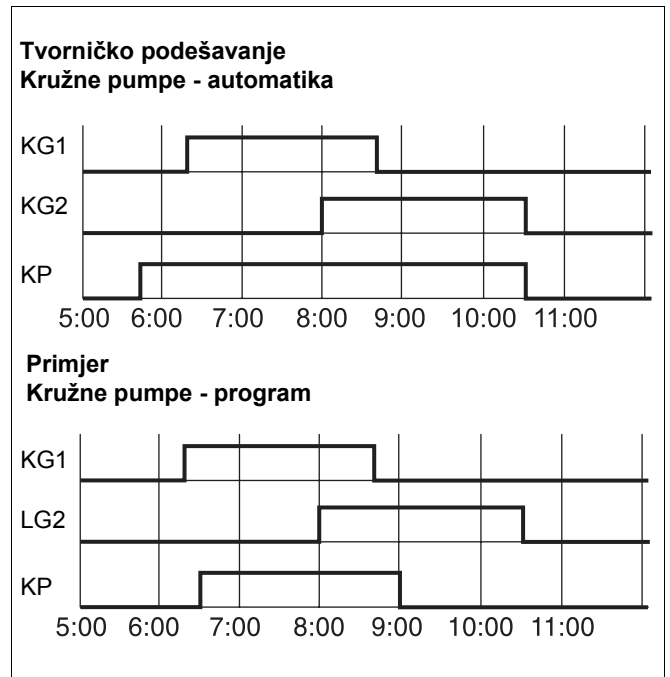 Tvorničko podešavanje
Kružne pumpe - automatika
KG1
KG2
KP
5:00 6:00 7:00 8:00 9:00 10:00 11:00
Primjer
Kružne pumpe - program
KG1
LG2
KP
5:00 6:00 7:00 8:00 9:00 10:00 11:00